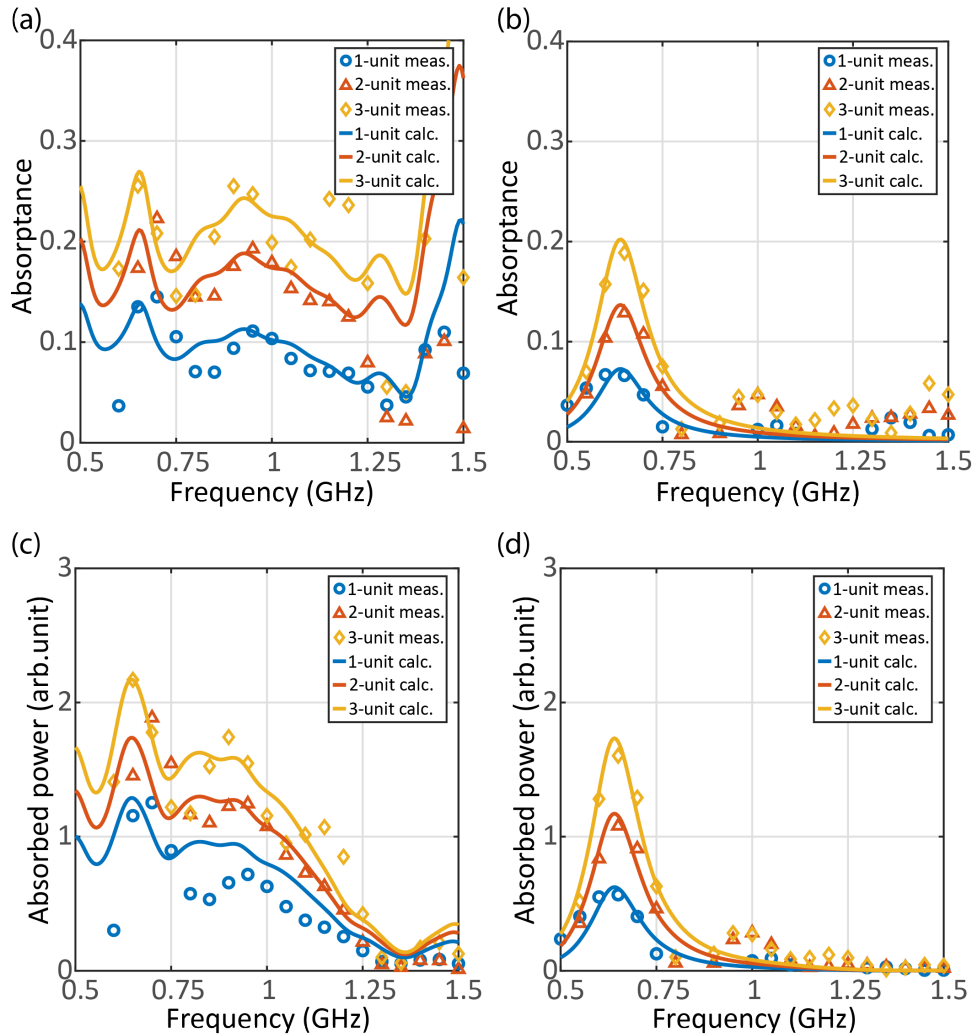 (a)
0.4
0.3
0.2
0.1
0
Absorptance
1-unit meas.
2-unit meas.
3-unit meas.
1-unit calc.
2-unit calc.
3-unit calc.
0.5 0.75 1 1.25 1.5
Frequency (GHz)
(b)
0.4
0.3
0.2
0.1
0
Absorptance
1-unit meas.
2-unit meas.
3-unit meas.
1-unit calc.
2-unit calc.
3-unit calc.
0.5 0.75 1 1.25 1.5
Frequency (GHz)
(c)
3
2
1
0
Absorbed power (arb.unit)
1-unit meas.
2-unit meas.
3-unit meas.
1-unit calc.
2-unit calc.
3-unit calc.
0.5 0.75 1 1.25 1.5
Frequency (GHz)
(d)
3
2
1
0
Absorbed power (arb.unit)
1-unit meas.
2-unit meas.
3-unit meas.
1-unit calc.
2-unit calc.
3-unit calc.
0.5 0.75 1 1.25 1.5
Frequency (GHz)